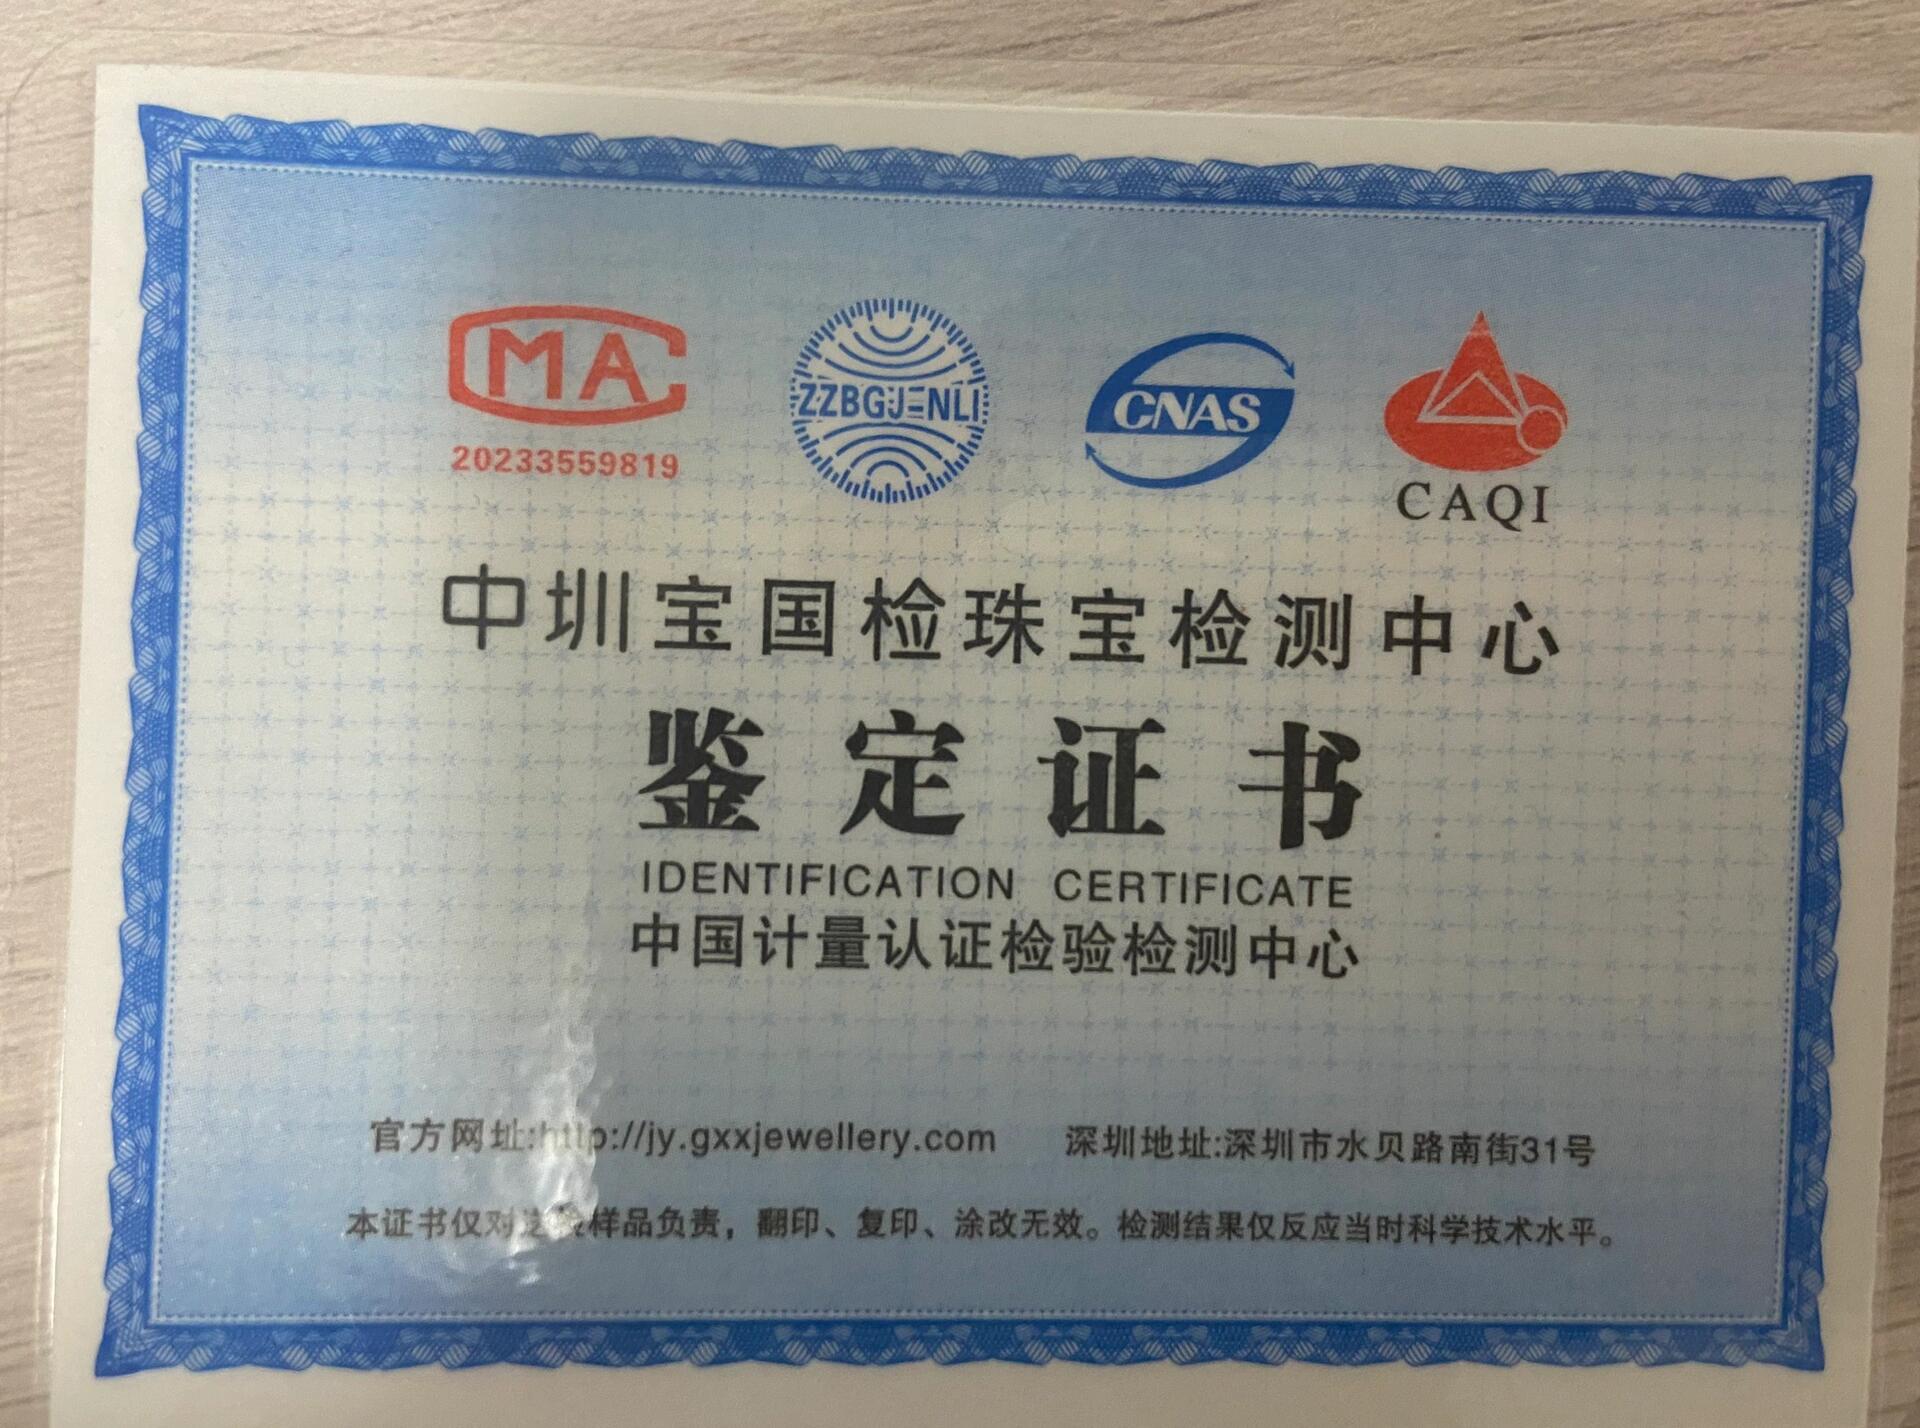 CMA
20233559819
ZZBGJ-NLI
CNAS
CAQI
中圳宝国检珠宝检测中心
鉴定证书
IDENTIFICATION CERTIFICATE
中国计量认证检验检测中心
官方网址:http://jy.gxxjewellery.com 深圳地址:深圳市水贝路南街31号
本证书仅对送检样品负责，翻印、复印、涂改无效。检测结果仅反应当时科学技术水平。